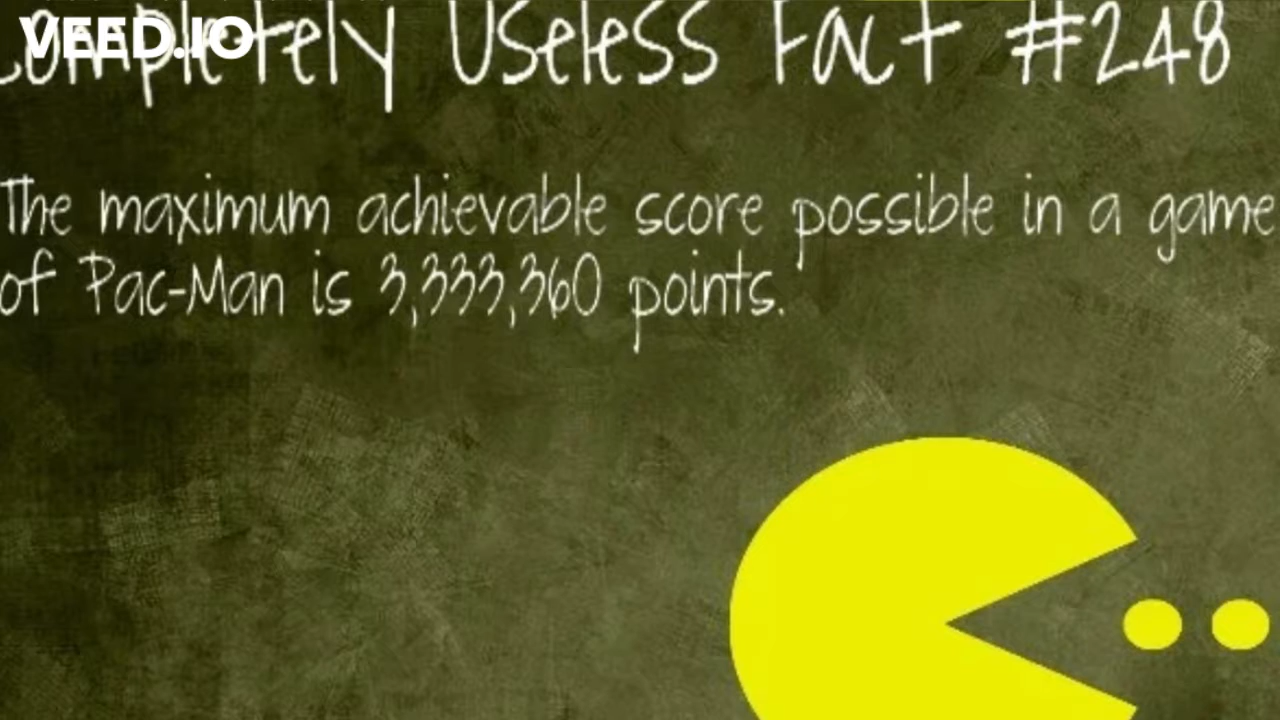 VEED.IO
Completely Useless Fact #248
The maximum achievable score possible in a game
of Pac-Man is 3,333,360 points.